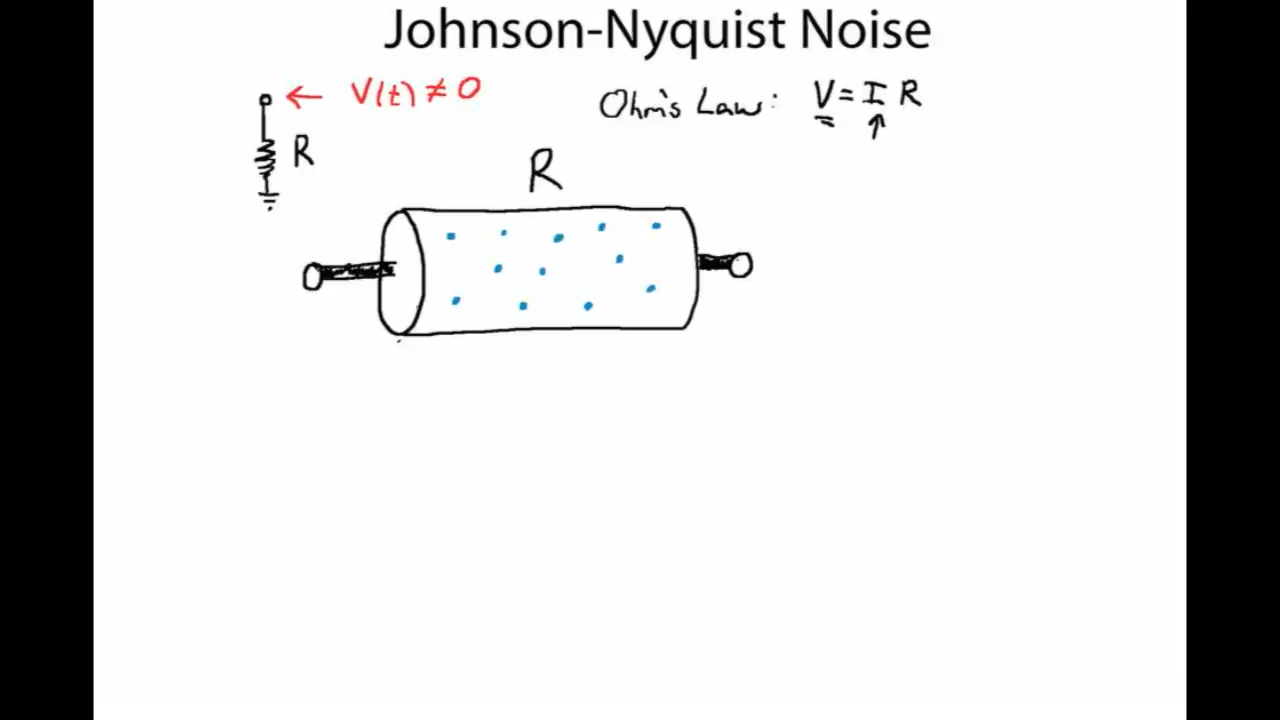 Johnson-Nyquist Noise
V(t) ≠ 0
Ohm's Law: V = I R
R
R